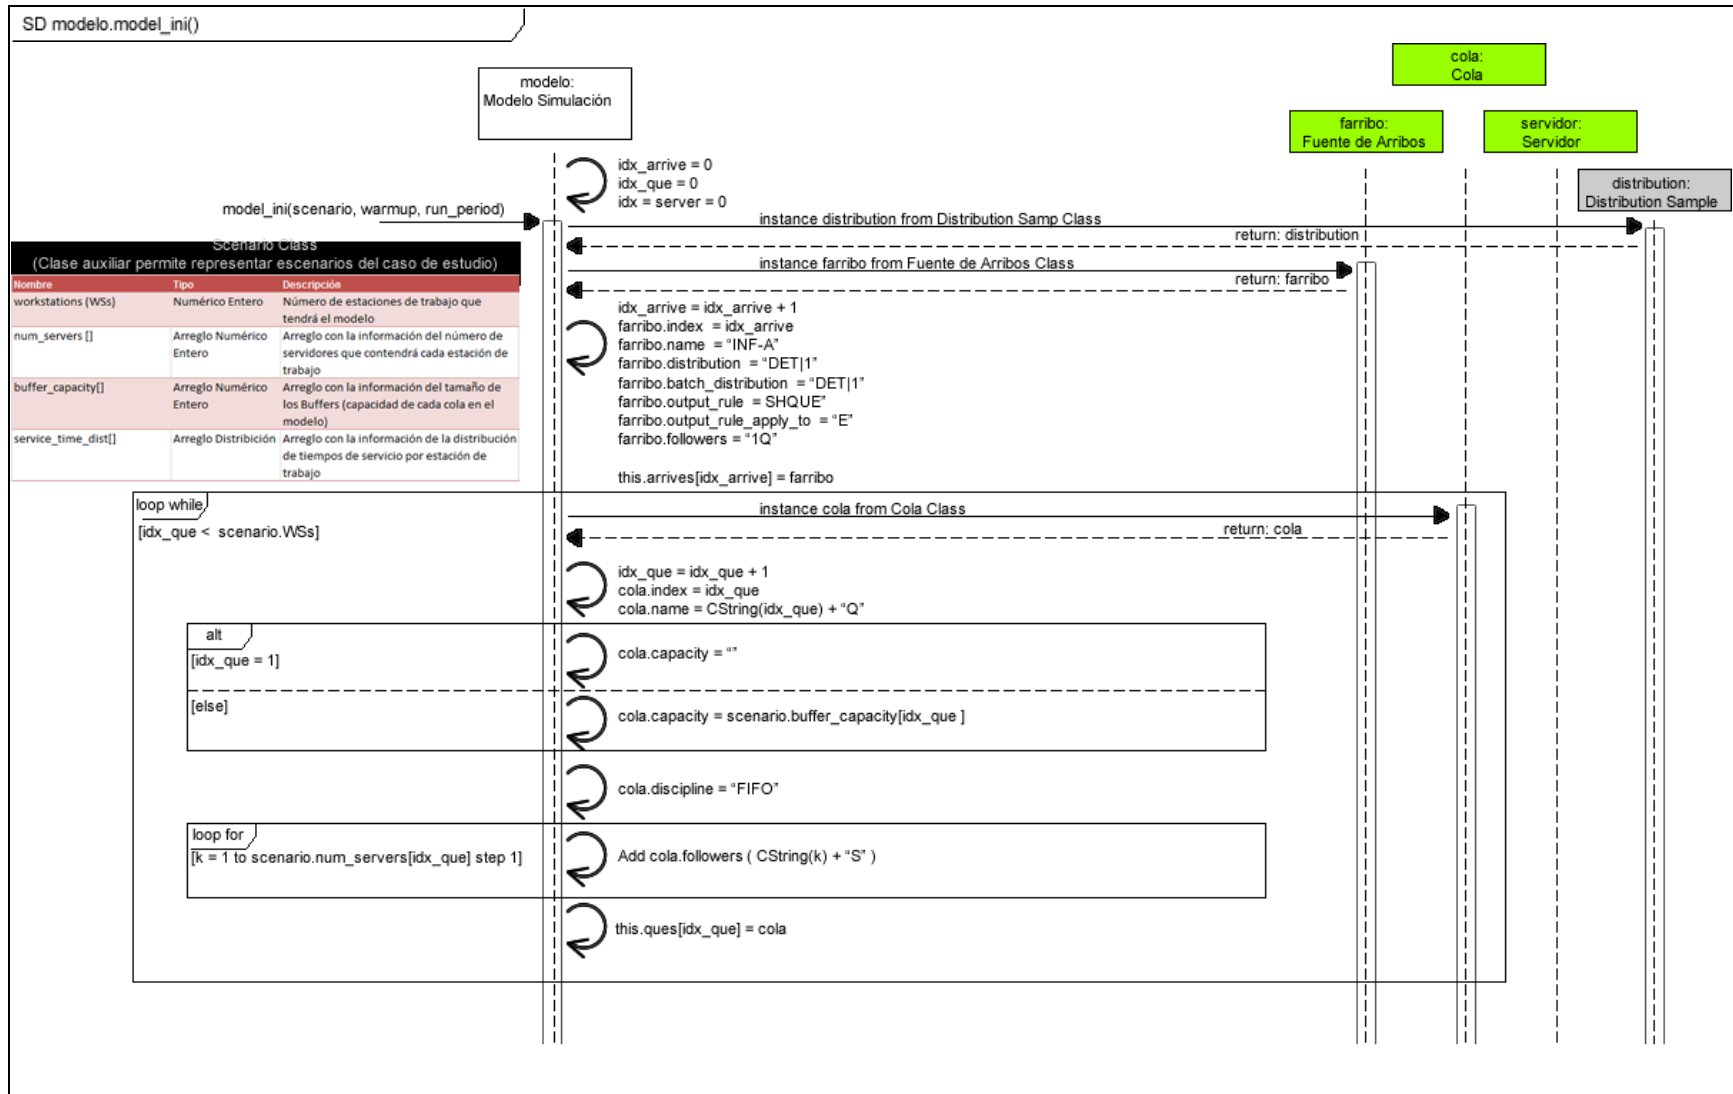 SD modelo.model_ini()
cola:
Cola
modelo:
Modelo Simulación
farribo:
Fuente de Arribos
servidor:
Servidor
distribution:
Distribution Sample
idx_arrive = 0
idx_que = 0
idx = server = 0
model_ini(scenario, warmup, run_period)
instance distribution from Distribution Samp Class
return: distribution
Scenario Class
(Clase auxiliar permite representar escenarios del caso de estudio)
Nombre Tipo Descripción
workstations (WSs) Numérico Entero Número de estaciones de trabajo que
tendrá el modelo
num_servers [] Arreglo Numérico Arreglo con la información del número de
Entero servidores que contendrá cada estación de
trabajo
buffer_capacity[] Arreglo Numérico Arreglo con la información del tamaño de
Entero los Buffers (capacidad de cada cola en el
modelo)
service_time_dist[] Arreglo Distribición Arreglo con la información de la distribución
de tiempos de servicio por estación de
trabajo
instance farribo from Fuente de Arribos Class
return: farribo
idx_arrive = idx_arrive + 1
farribo.index = idx_arrive
farribo.name = “INF-A”
farribo.distribution = “DET|1”
farribo.batch_distribution = “DET|1”
farribo.output_rule = SHQUE”
farribo.output_rule_apply_to = “E”
farribo.followers = “1Q”
this.arrives[idx_arrive] = farribo
loop while
[idx_que < scenario.WSs]
instance cola from Cola Class
return: cola
idx_que = idx_que + 1
cola.index = idx_que
cola.name = CString(idx_que) + “Q”
alt
[idx_que = 1]
cola.capacity = “”
[else]
cola.capacity = scenario.buffer_capacity[idx_que ]
cola.discipline = “FIFO”
loop for
[k = 1 to scenario.num_servers[idx_que] step 1]
Add cola.followers ( CString(k) + “S” )
this.ques[idx_que] = cola